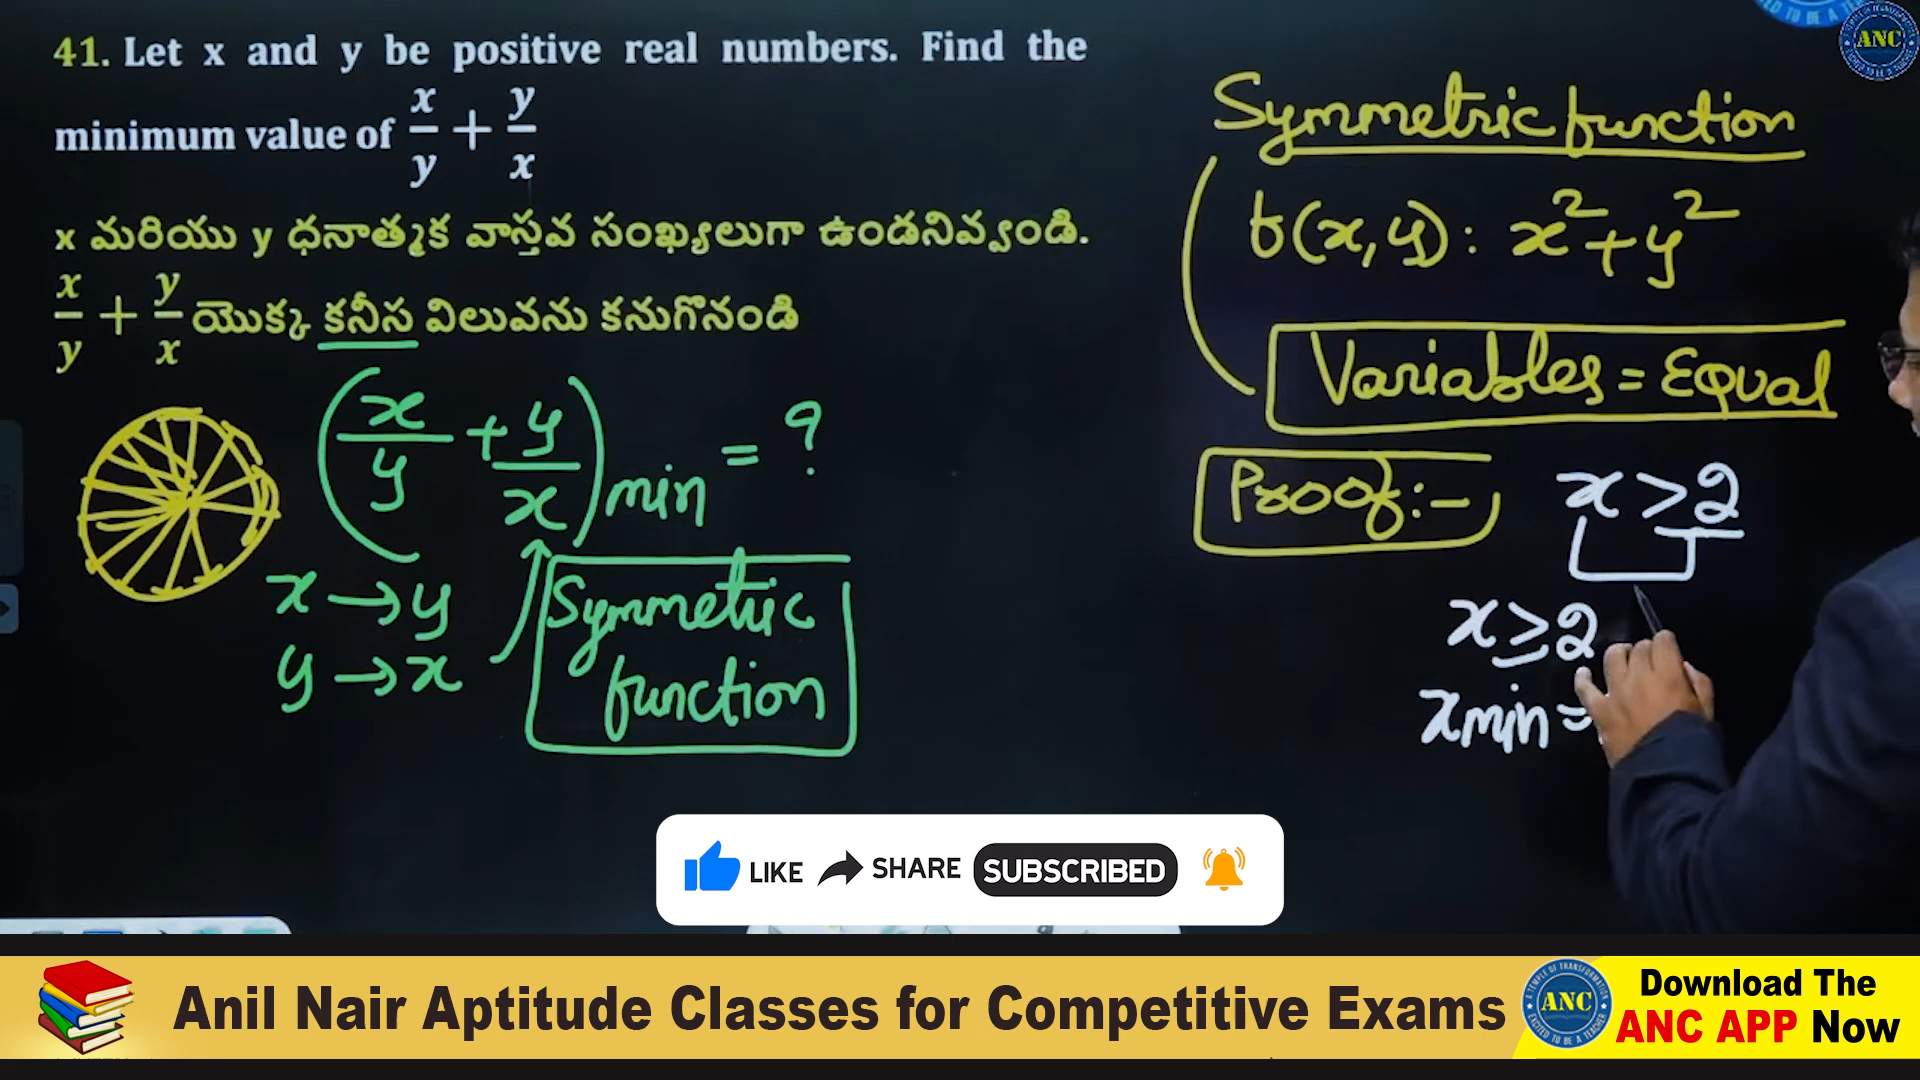 41. Let x and y be positive real numbers. Find the
minimum value of x/y + y/x
x మరియు y ధనాత్మక వాస్తవ సంఖ్యలుగా ఉండనివ్వండి.
x/y + y/x యొక్క కనీస విలువను కనుగొనండి
(x/y + y/x) min = ?
x → y
y → x
Symmetric
function
Symmetric function
f(x, y) : x² + y²
Variables = Equal
Proof :-
x > 2
x ≥ 2
xmin =
LIKE SHARE SUBSCRIBED
Anil Nair Aptitude Classes for Competitive Exams
ANC
Download The
ANC APP Now
ANC